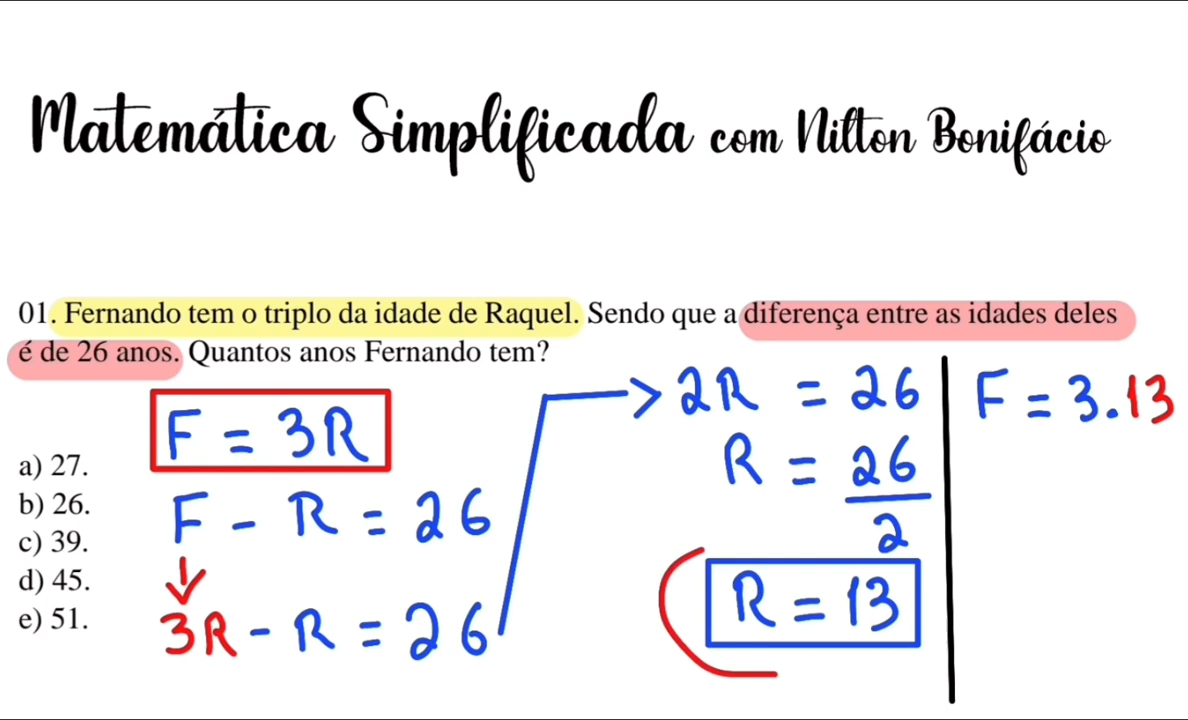 Matemática Simplificada com Nilton Bonifácio
01. Fernando tem o triplo da idade de Raquel. Sendo que a diferença entre as idades deles
é de 26 anos. Quantos anos Fernando tem?
a) 27.
b) 26.
c) 39.
d) 45.
e) 51.
F = 3R
F - R = 26
3R - R = 26
2R = 26
R = 26
2
R = 13
F = 3.13